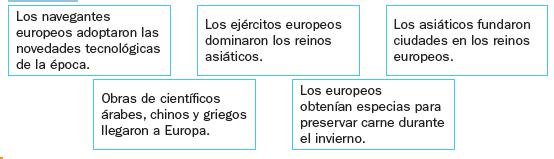 Los navegantes
europeos adoptaron las
novedades tecnológicas
de la época.
Los ejércitos europeos
dominaron los reinos
asiáticos.
Los asiáticos fundaron
ciudades en los reinos
europeos.
Obras de científicos
árabes, chinos y griegos
llegaron a Europa.
Los europeos
obtenían especias para
preservar carne durante
el invierno.